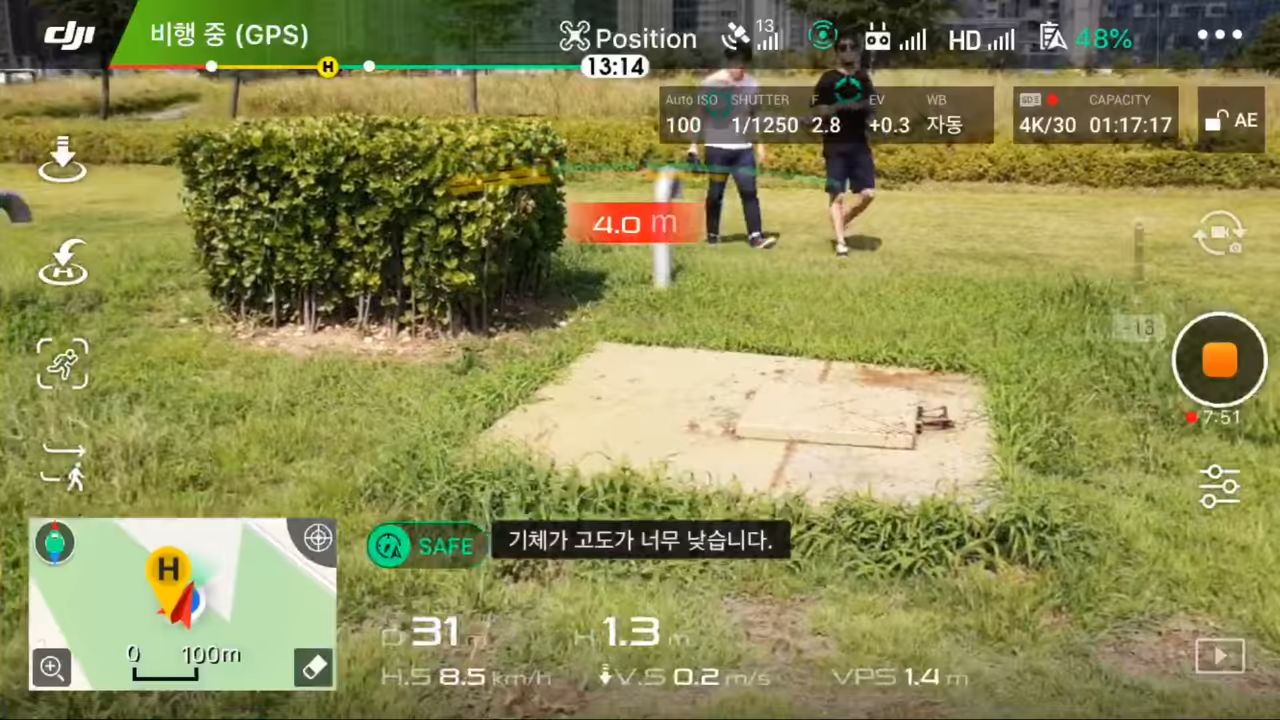 dji
비행 중 (GPS)
Position
13
HD
48%
H
13:14
Auto ISO SHUTTER F EV WB
100 1/1250 2.8 +0.3 자동
SD CAPACITY
4K/30 01:17:17
AE
4.0 m
-13
7:51
SAFE
기체가 고도가 너무 낮습니다.
H
0 100m
D 31 m H 1.3 m
H.S 8.5 km/h V.S 0.2 m/s VPS 1.4 m